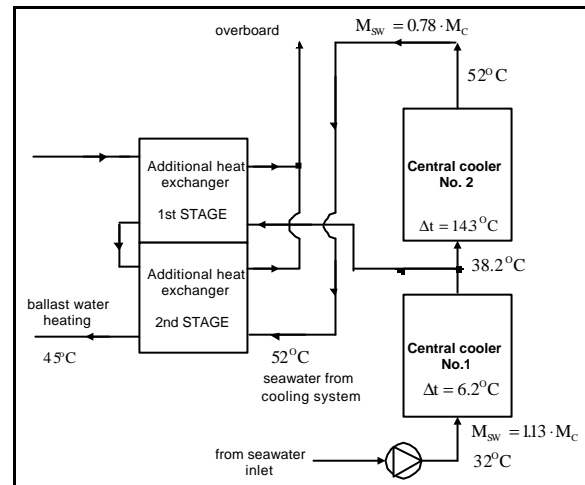 M_SW = 0.78 · M_C
overboard
52°C
Additional heat
exchanger
1st STAGE
Central cooler
No. 2
Δt = 14.3°C
38.2°C
Additional heat
exchanger
2nd STAGE
ballast water
heating
45°C
52°C
seawater from
cooling system
Central cooler
No.1
Δt = 6.2°C
M_SW = 1.13 · M_C
from seawater
inlet
32°C